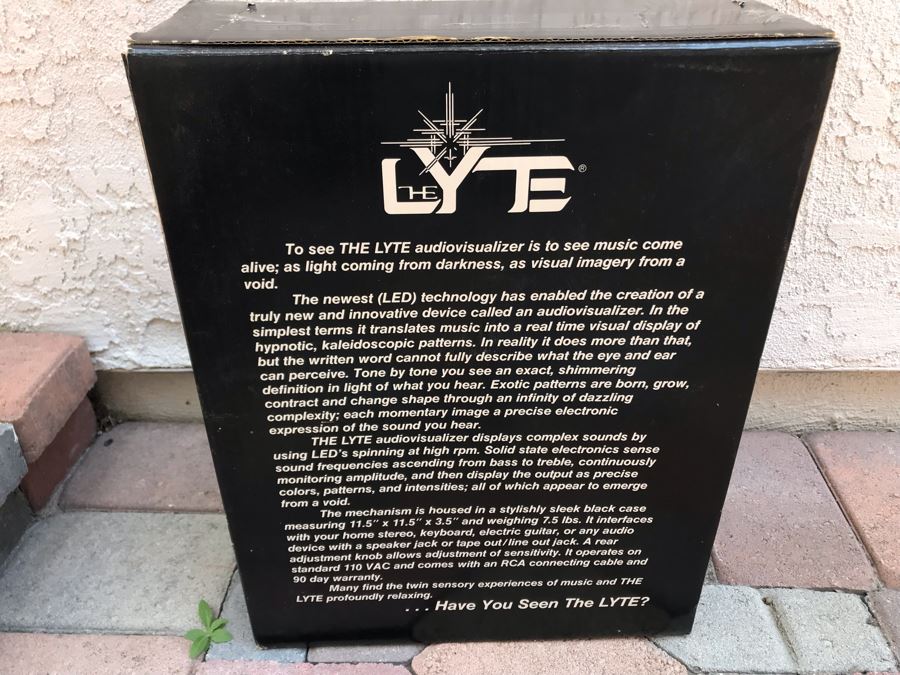 THE LYTE®
To see THE LYTE audiovisualizer is to see music come
alive; as light coming from darkness, as visual imagery from a
void.
The newest (LED) technology has enabled the creation of a
truly new and innovative device called an audiovisualizer. In the
simplest terms it translates music into a real time visual display of
hypnotic, kaleidoscopic patterns. In reality it does more than that,
but the written word cannot fully describe what the eye and ear
can perceive. Tone by tone you see an exact, shimmering
definition in light of what you hear. Exotic patterns are born, grow,
contract and change shape through an infinity of dazzling
complexity; each momentary image a precise electronic
expression of the sound you hear.
THE LYTE audiovisualizer displays complex sounds by
using LED's spinning at high rpm. Solid state electronics sense
sound frequencies ascending from bass to treble, continuously
monitoring amplitude, and then display the output as precise
colors, patterns, and intensities; all of which appear to emerge
from a void.
The mechanism is housed in a stylishly sleek black case
measuring 11.5" x 11.5" x 3.5" and weighing 7.5 lbs. It interfaces
with your home stereo, keyboard, electric guitar, or any audio
device with a speaker jack or tape out/line out jack. A rear
adjustment knob allows adjustment of sensitivity. It operates on
standard 110 VAC and comes with an RCA connecting cable and
90 day warranty.
Many find the twin sensory experiences of music and THE
LYTE profoundly relaxing.
. . . Have You Seen The LYTE?